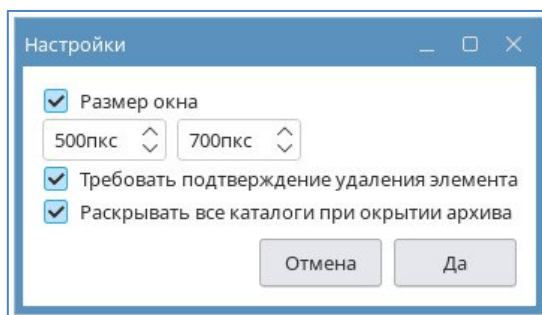 Настройки
Размер окна
500пкс 700пкс
Требовать подтверждение удаления элемента
Раскрывать все каталоги при окрытии архива
Отмена Да